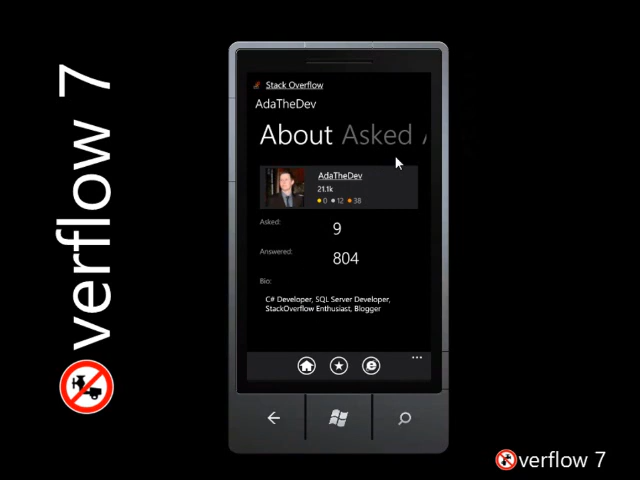 verflow 7
Stack Overflow
AdaTheDev
About Asked
AdaTheDev
21.1k
0 12 38
Asked: 9
Answered: 804
Bio:
C# Developer, SQL Server Developer,
StackOverflow Enthusiast, Blogger
verflow 7